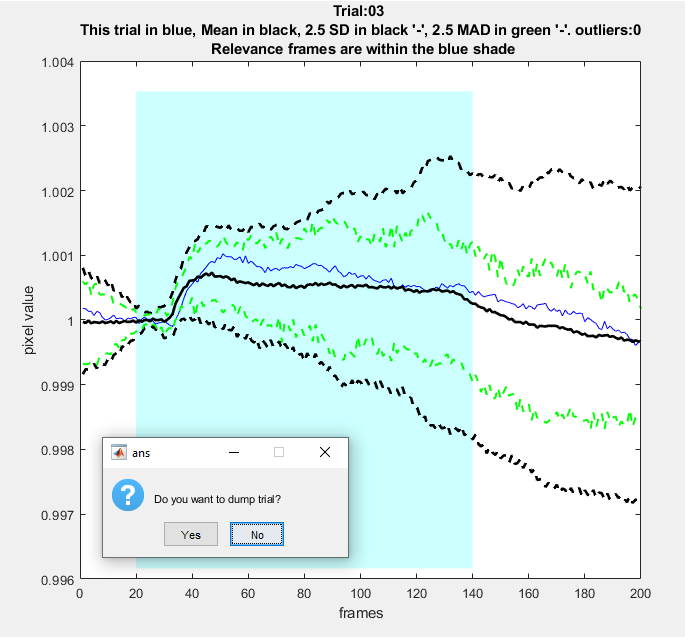 Trial:03
This trial in blue, Mean in black, 2.5 SD in black '-', 2.5 MAD in green '-'. outliers:0
Relevance frames are within the blue shade
1.004
1.003
1.002
1.001
1
0.999
0.998
0.997
0.996
pixel value
ans
Do you want to dump trial?
Yes No
0 20 40 60 80 100 120 140 160 180 200
frames